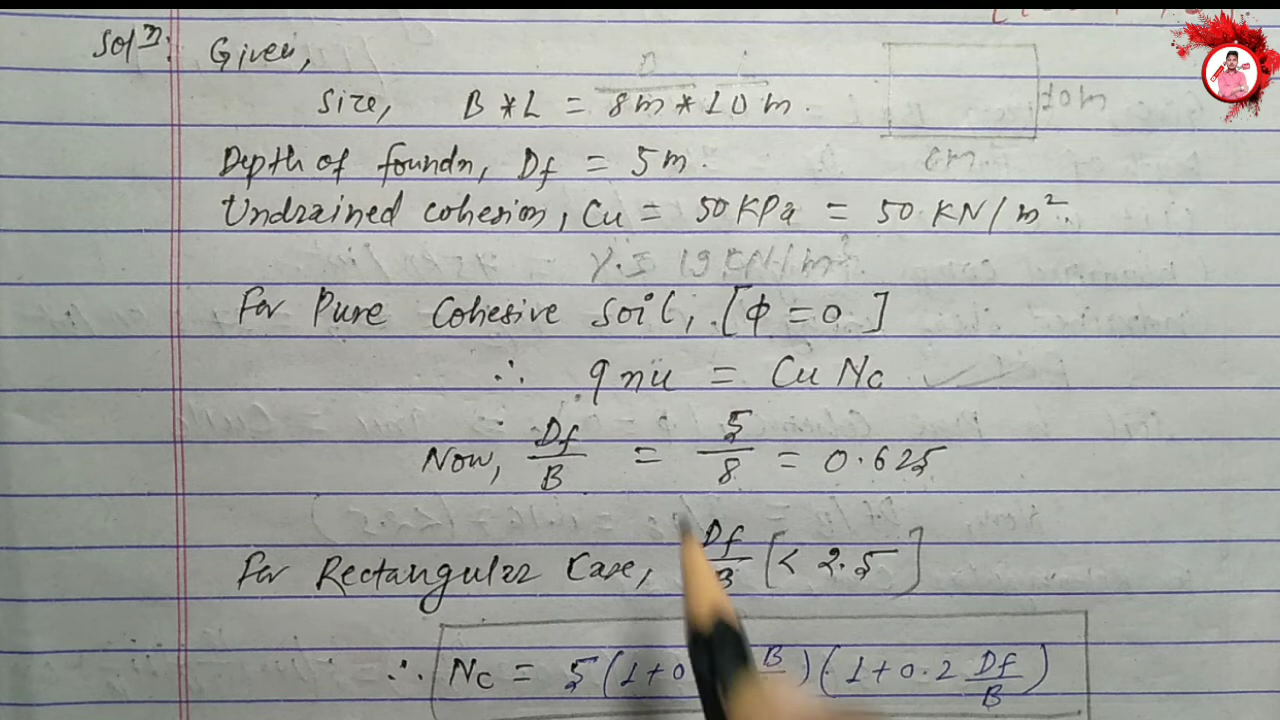 Solⁿ: Given,
Size, B * L = 8m * 10m.
Depth of foundn, Df = 5m.
Undrained cohesion, Cu = 50 KPa = 50 KN/m².
For Pure Cohesive Soil, [ϕ = 0]
∴ qnu = Cu Nc
Now, Df/B = 5/8 = 0.625
For Rectangular Case, Df/B [< 2.5]
∴ Nc = 5(1+0 B )(1+0.2 Df/B)